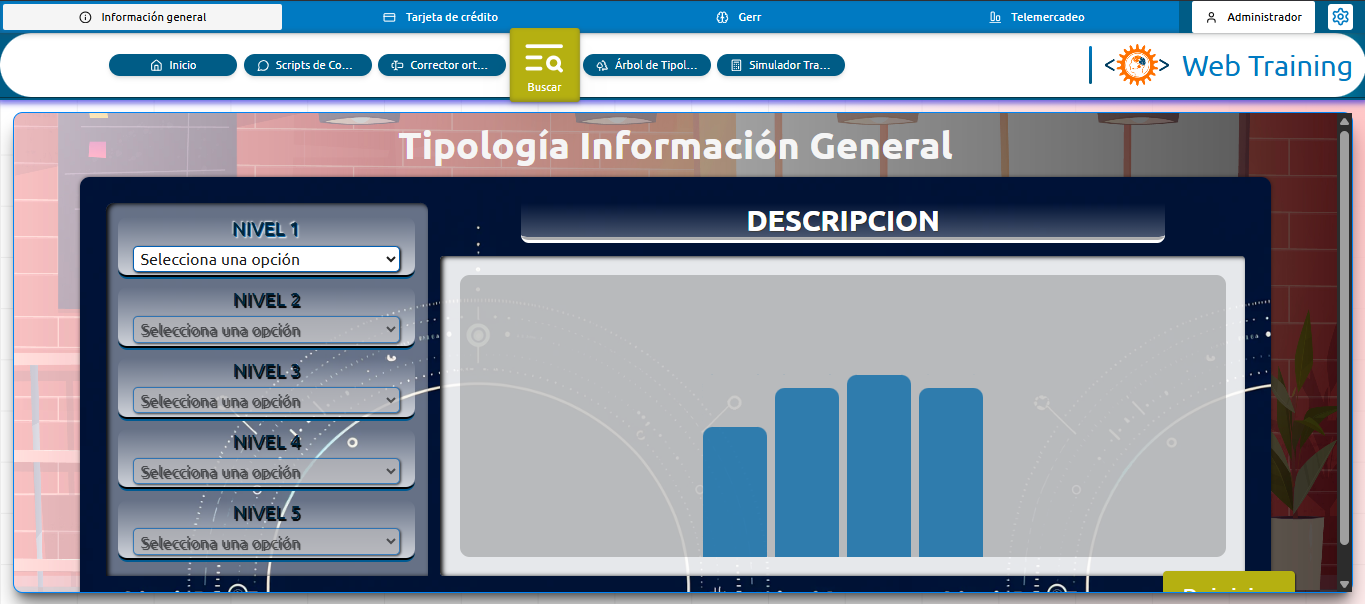 Información general
Tarjeta de crédito
Gerr
Telemercadeo
Administrador
Inicio
Scripts de Co...
Corrector ort...
Buscar
Árbol de Tipol...
Simulador Tra...
Web Training
Tipología Información General
NIVEL 1
Selecciona una opción
NIVEL 2
Selecciona una opción
NIVEL 3
Selecciona una opción
NIVEL 4
Selecciona una opción
NIVEL 5
Selecciona una opción
DESCRIPCION